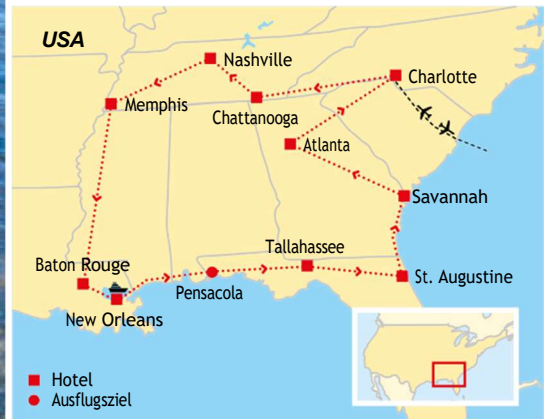 USA
Nashville
Charlotte
Memphis
Chattanooga
Atlanta
Savannah
Tallahassee
Baton Rouge
St. Augustine
Pensacola
New Orleans
Hotel
Ausflugsziel